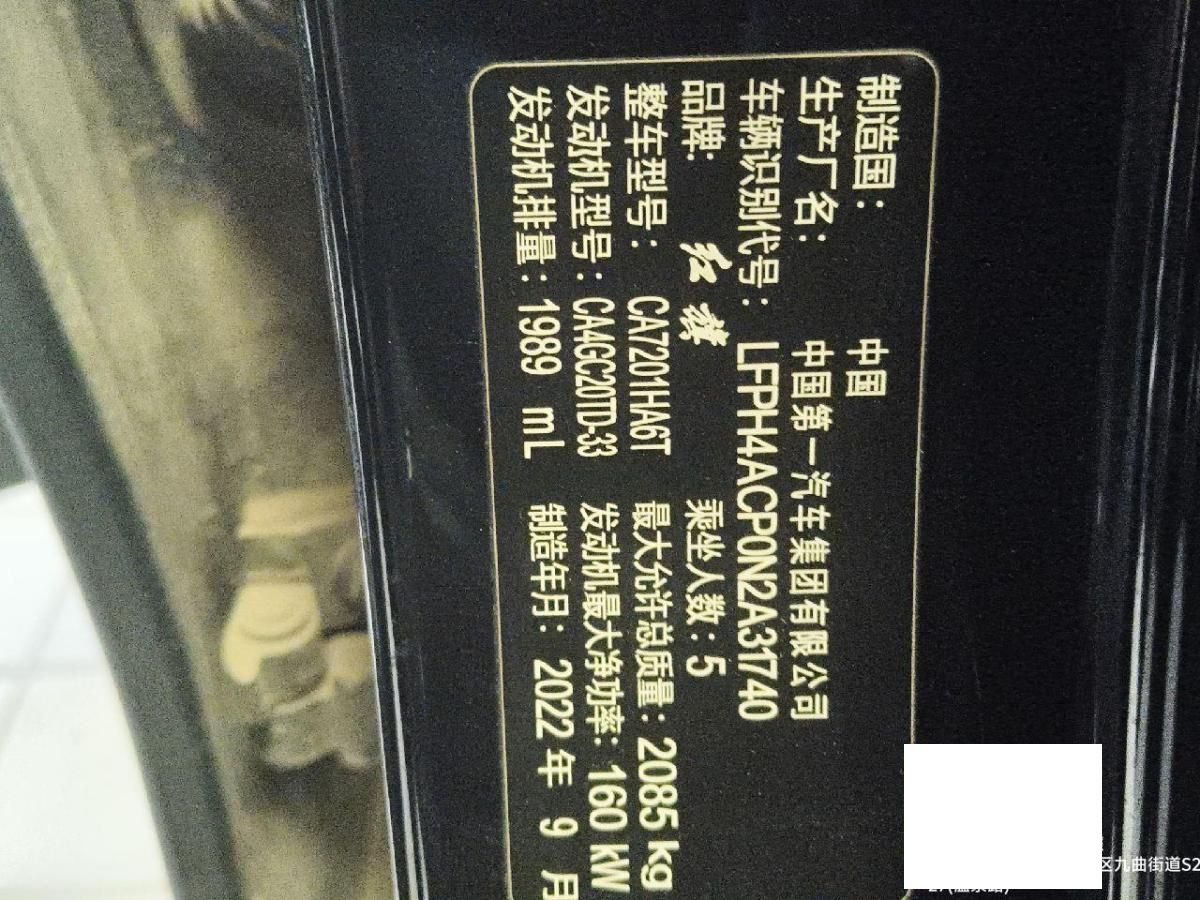 制造国： 中国
生产厂名： 中国第一汽车集团有限公司
车辆识别代号：LFPH4ACP0N2A31740
品牌: 红旗 乘坐人数：5
整车型号： CA7201HA6T 最大允许总质量：2085 kg
发动机型号：CA4GC20TD-33 发动机最大净功率：160 kW
发动机排量：1989 mL 制造年月：2022 年 9 月
区九曲街道S2